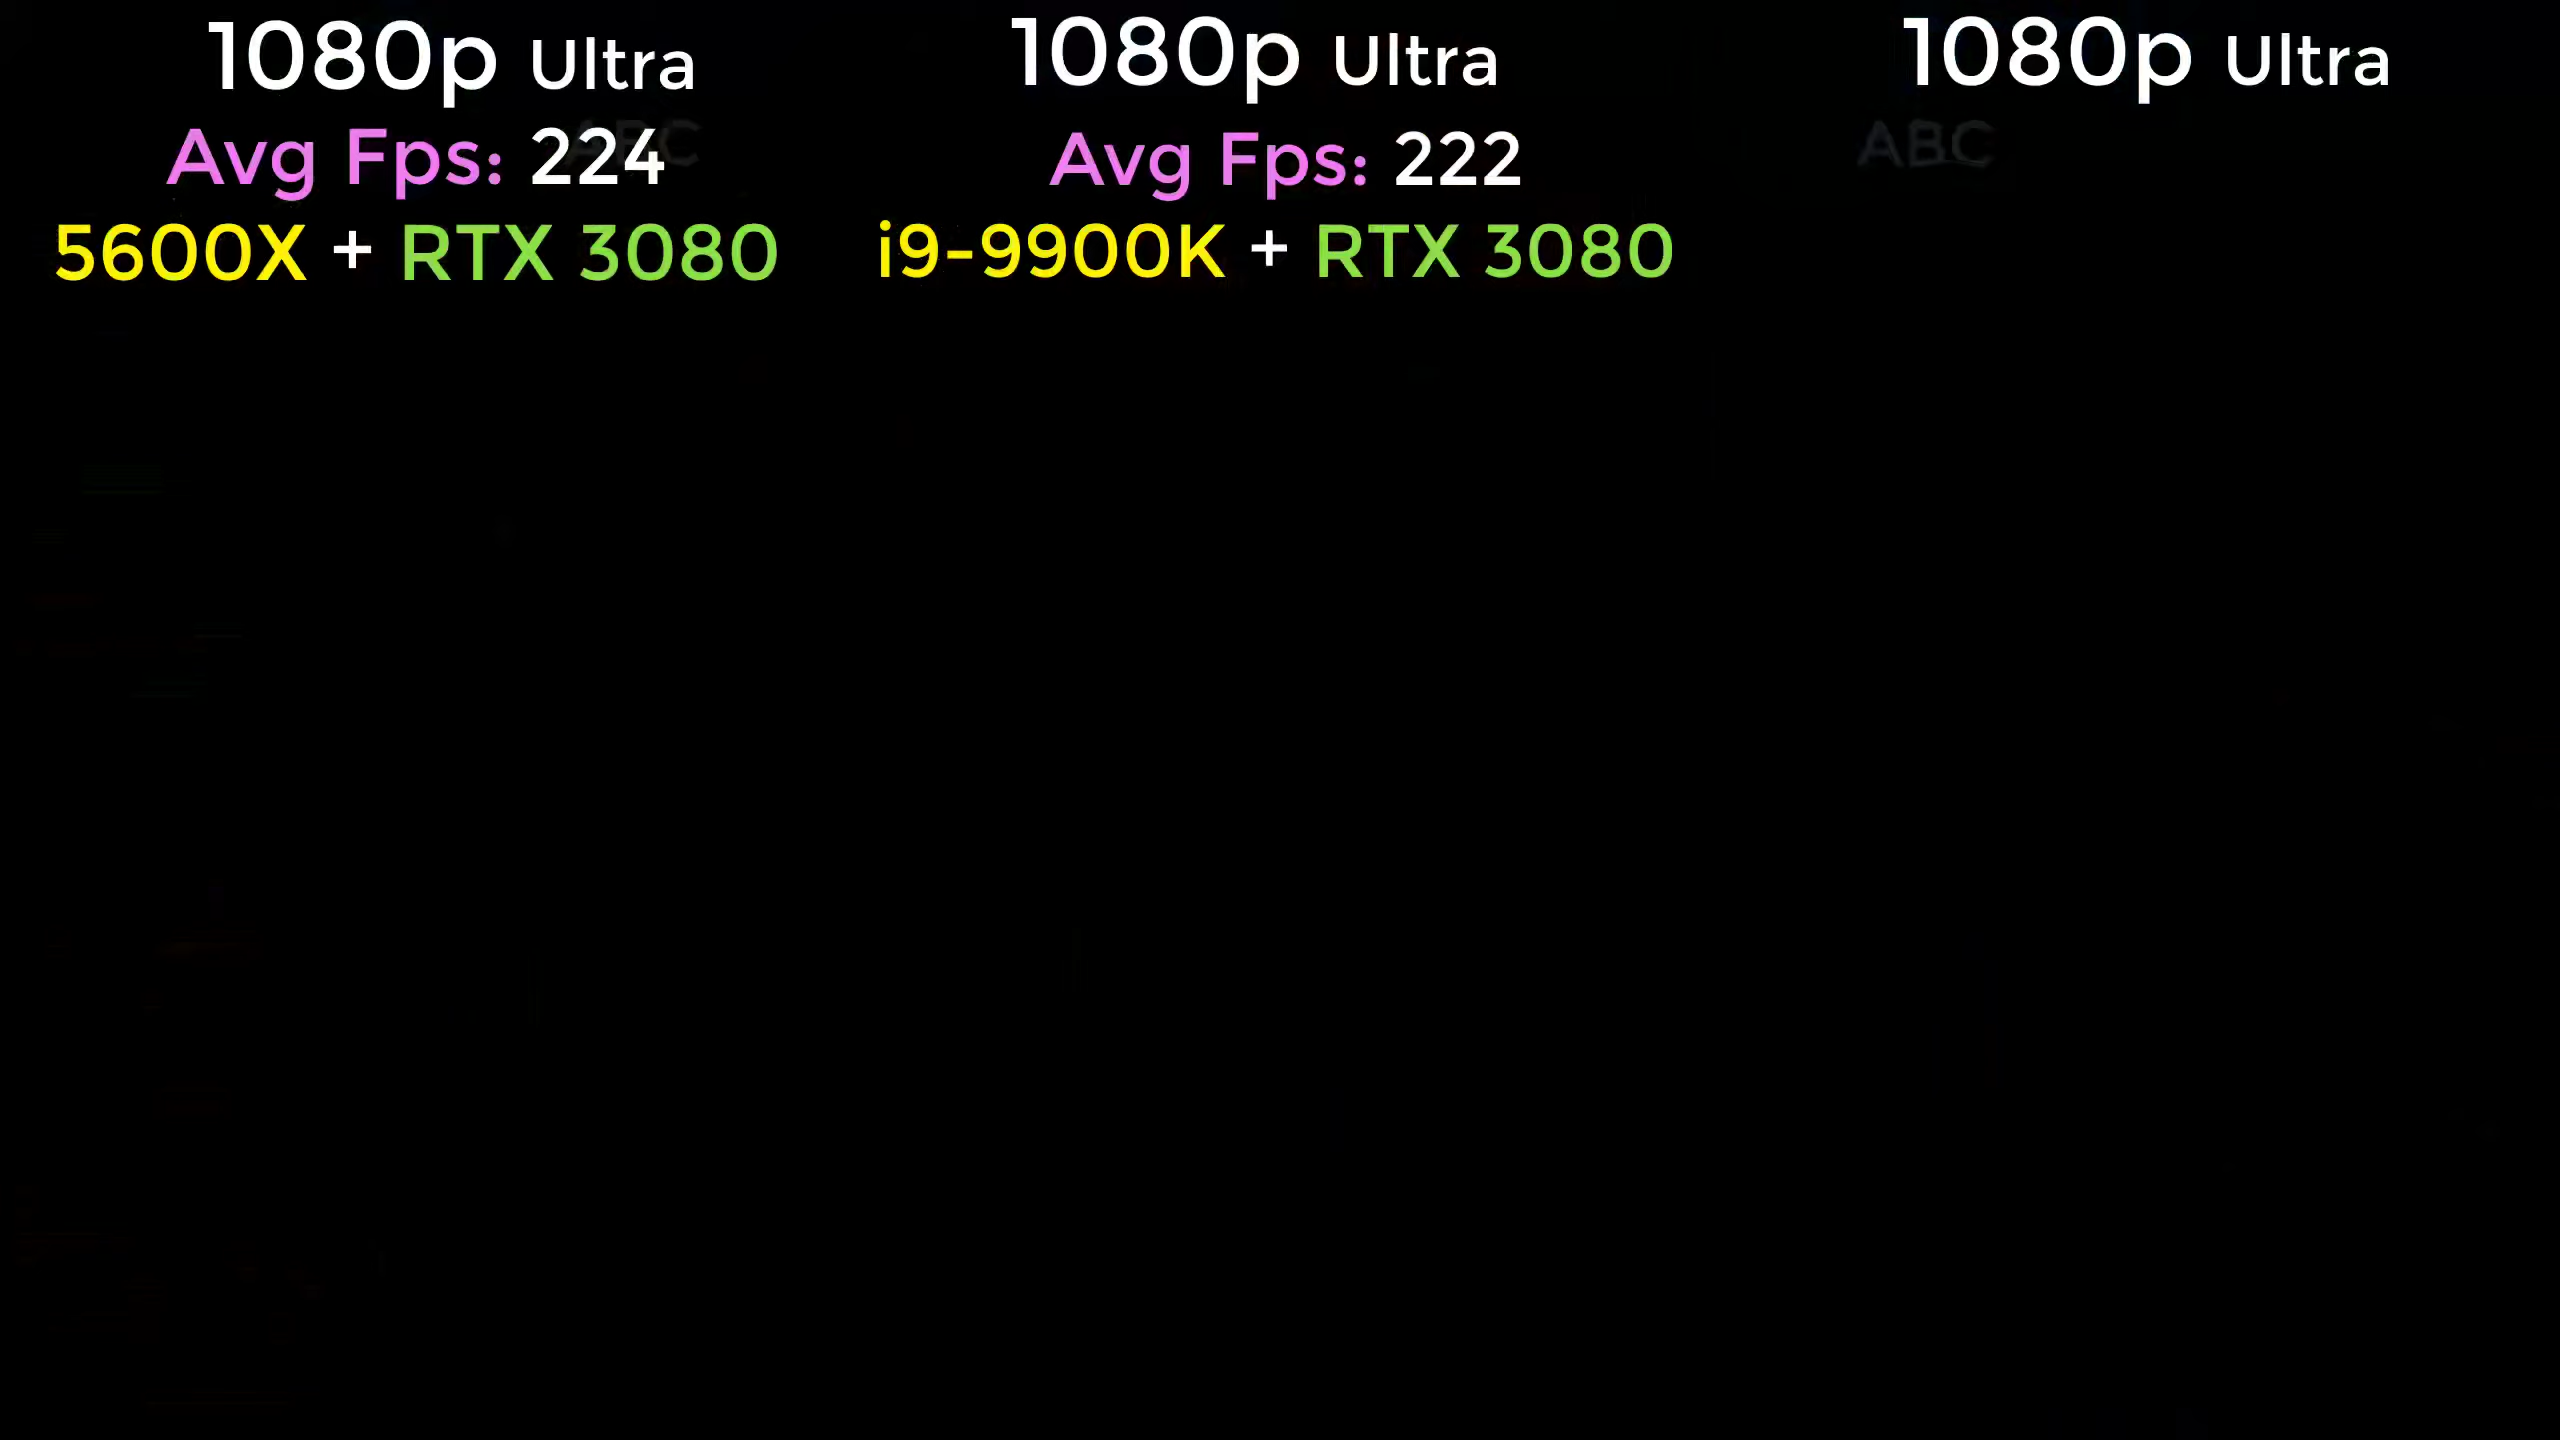 1080p Ultra
Avg Fps: 224
5600X + RTX 3080
1080p Ultra
Avg Fps: 222
i9-9900K + RTX 3080
1080p Ultra
ABC